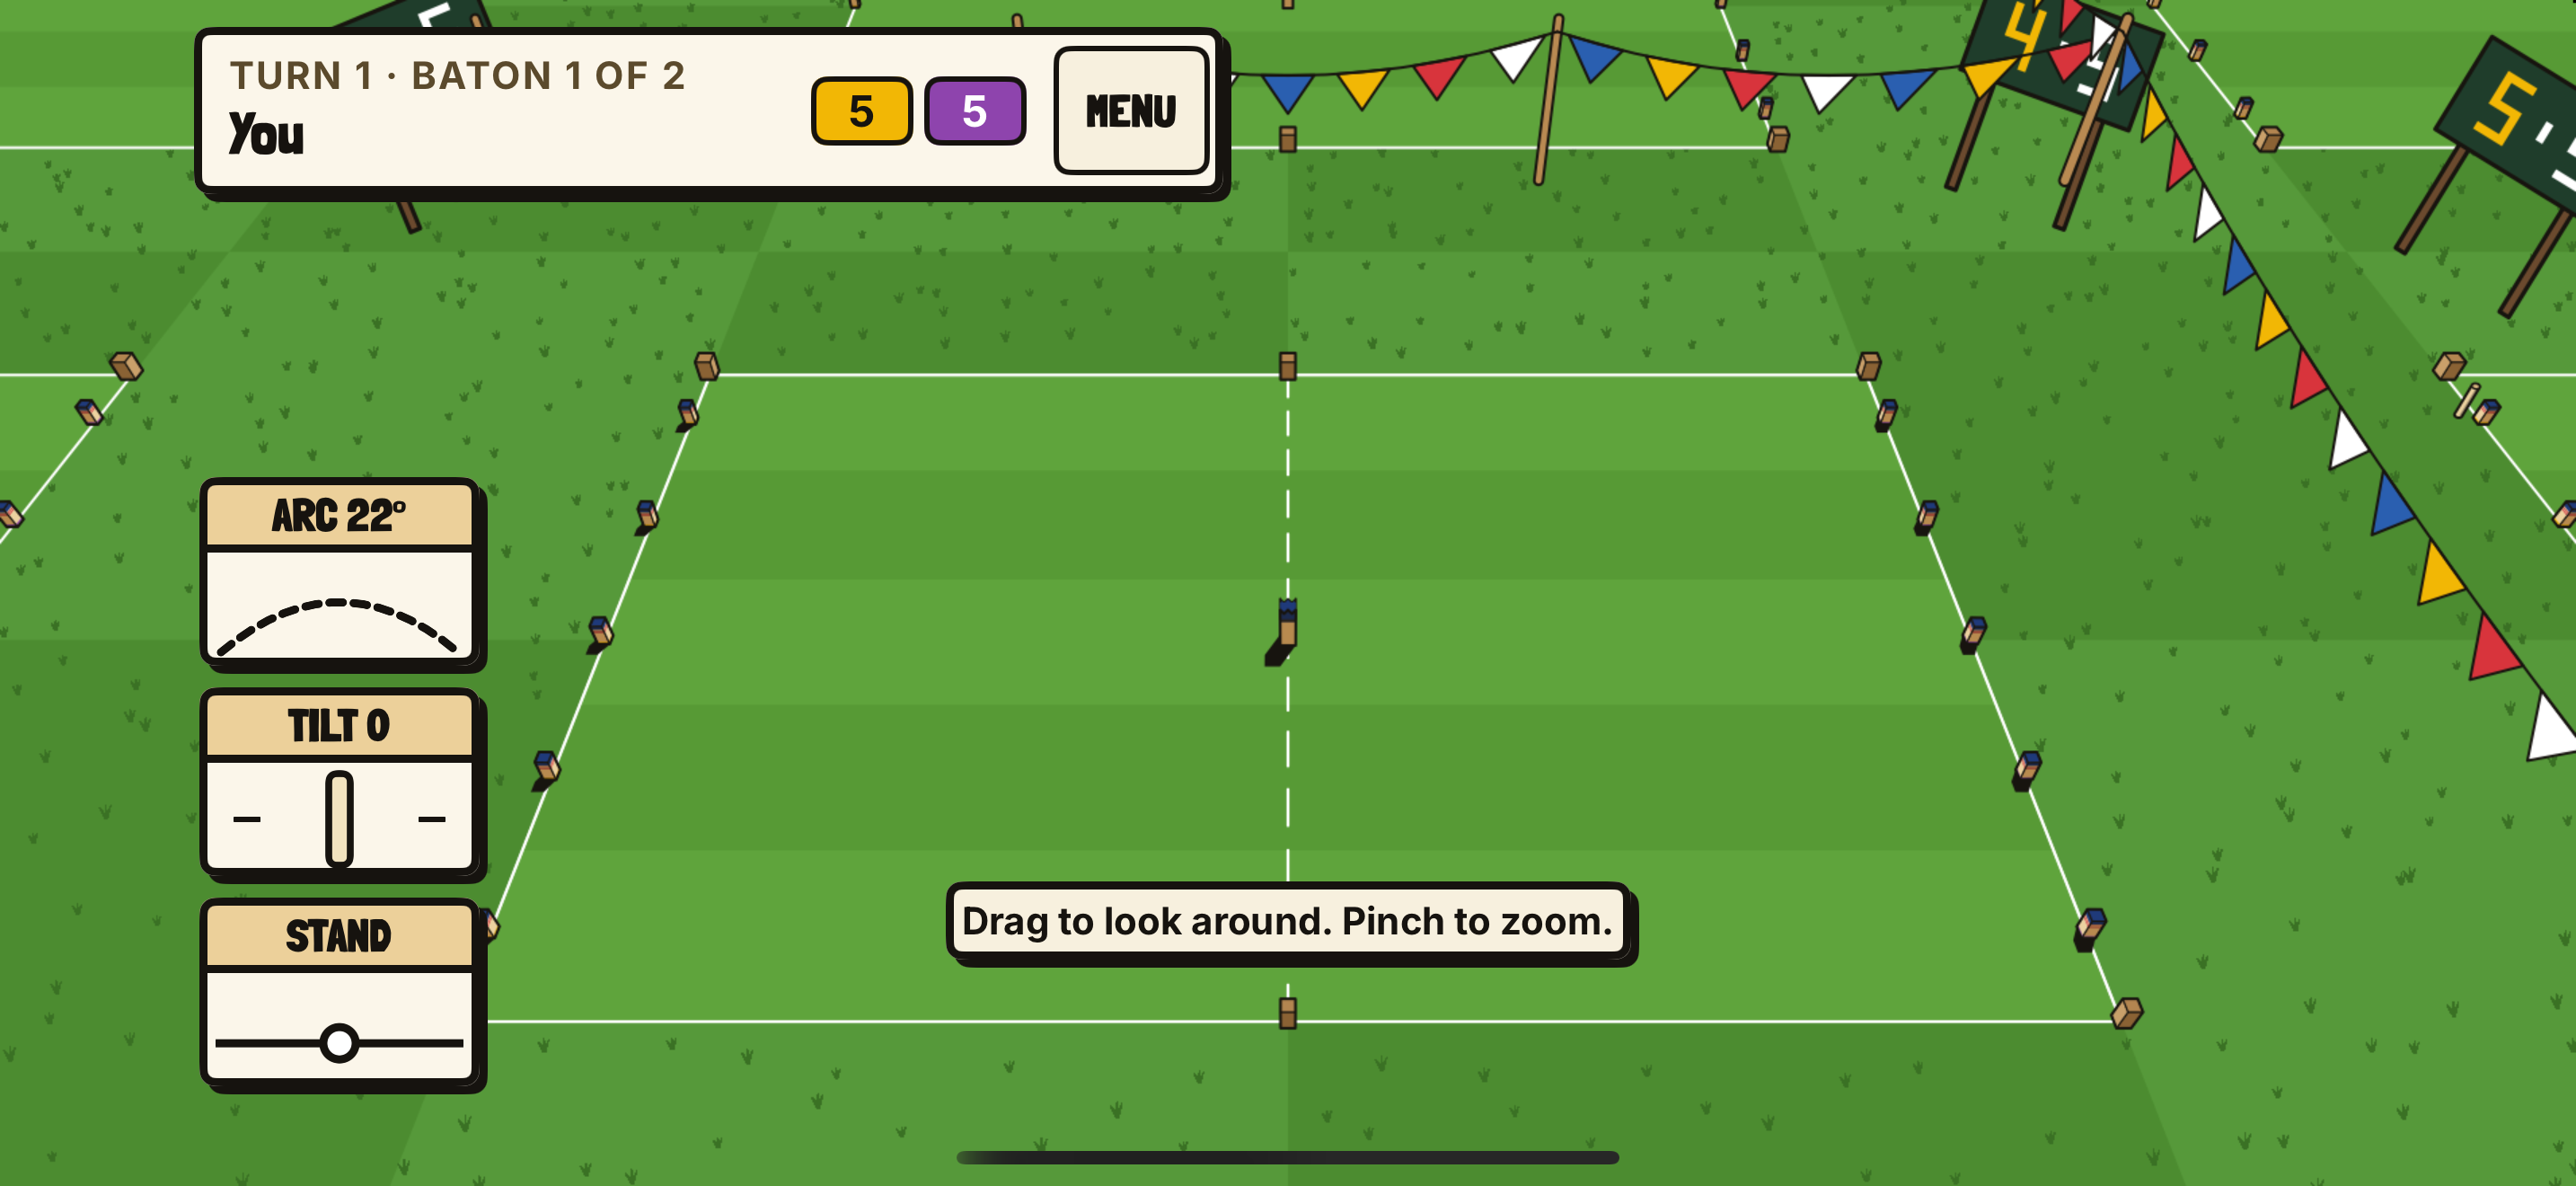 TURN 1 · BATON 1 OF 2
You
5 5
MENU
4
5
ARC 22°
TILT 0
STAND
Drag to look around. Pinch to zoom.